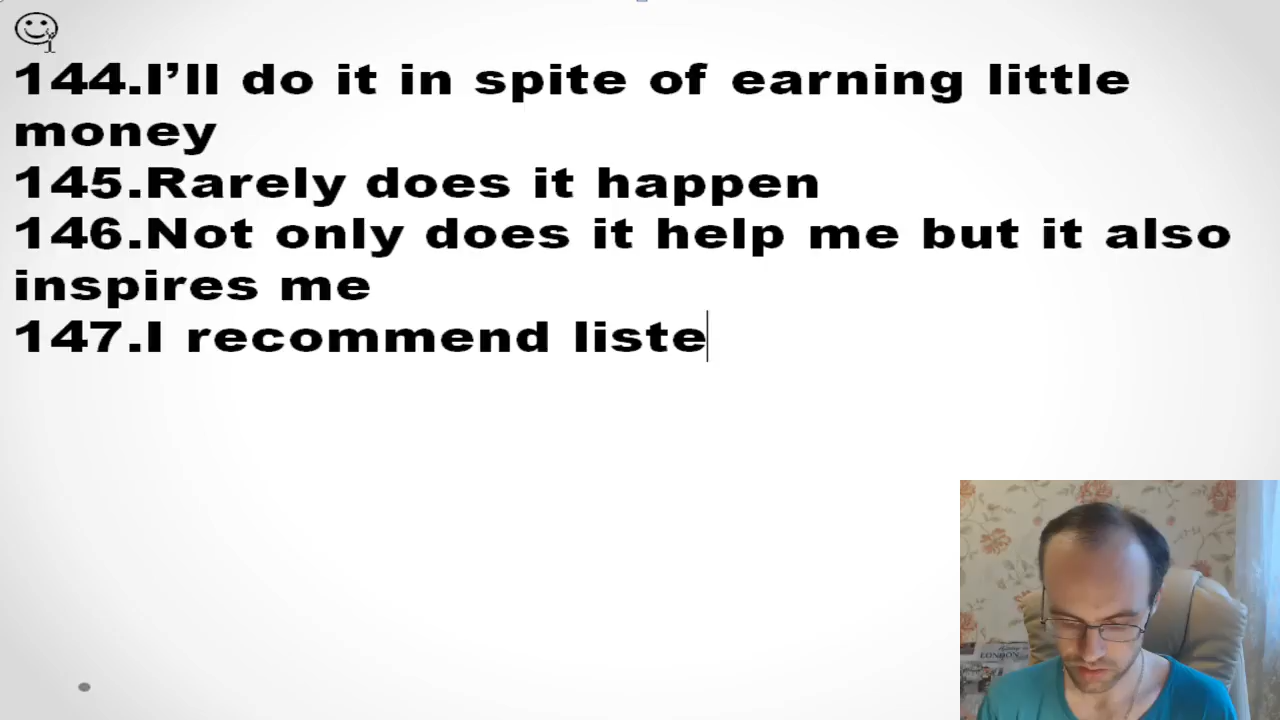 144.I’ll do it in spite of earning little
money
145.Rarely does it happen
146.Not only does it help me but it also
inspires me
147.I recommend liste
LONDON